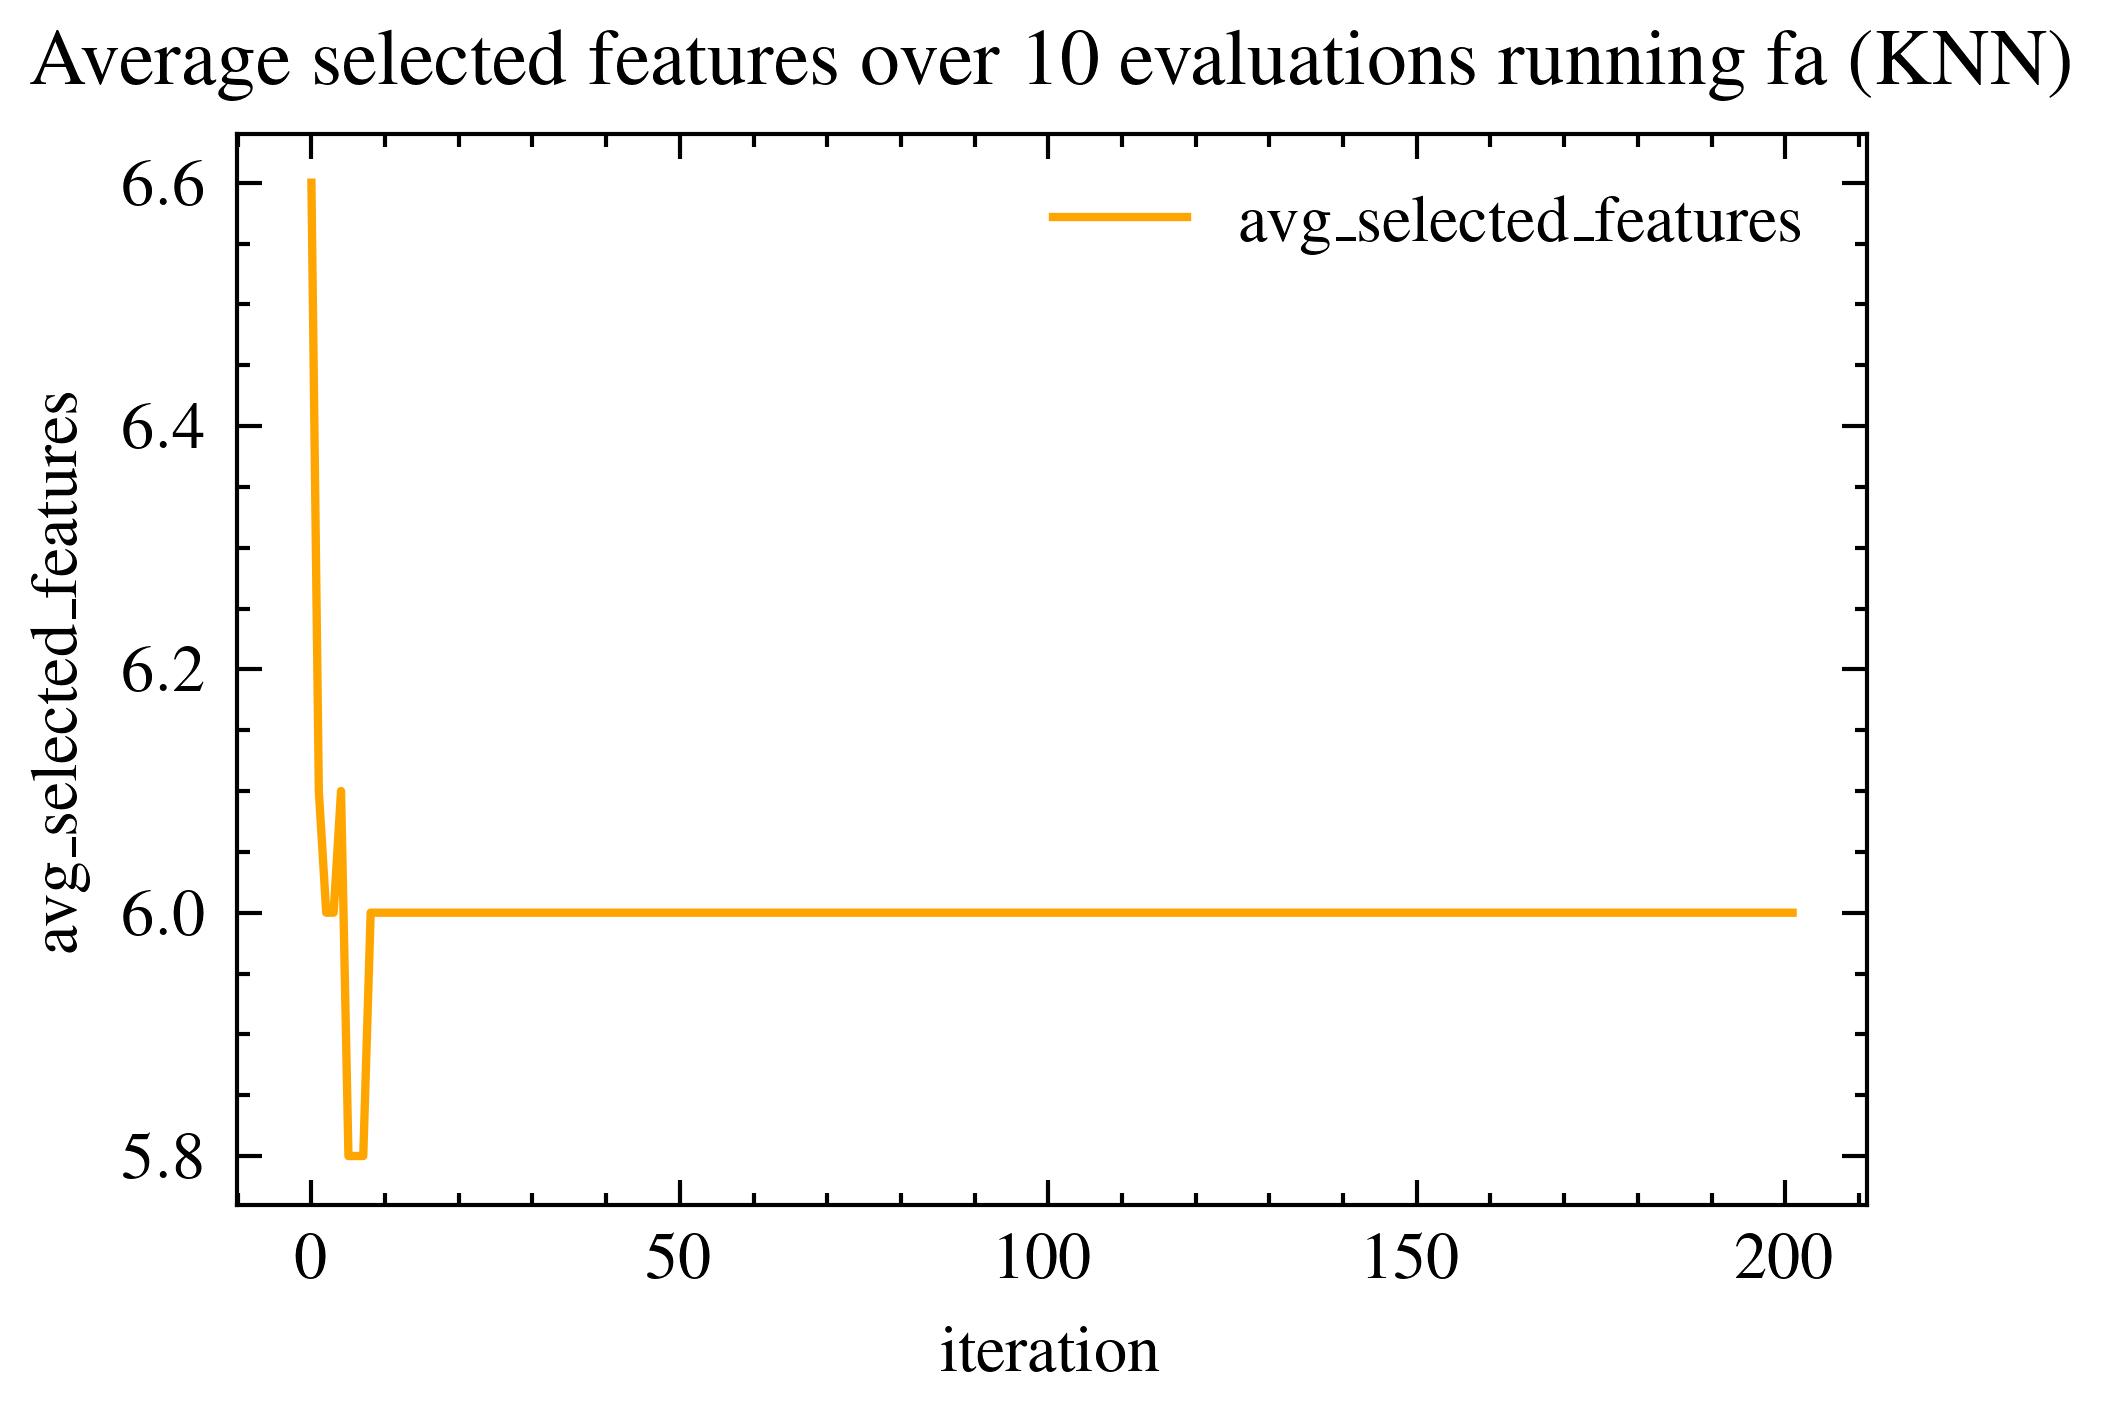 Average selected features over 10 evaluations running fa (KNN)
avg_selected_features
avg_selected_features
6.6
6.4
6.2
6.0
5.8
0 50 100 150 200
iteration